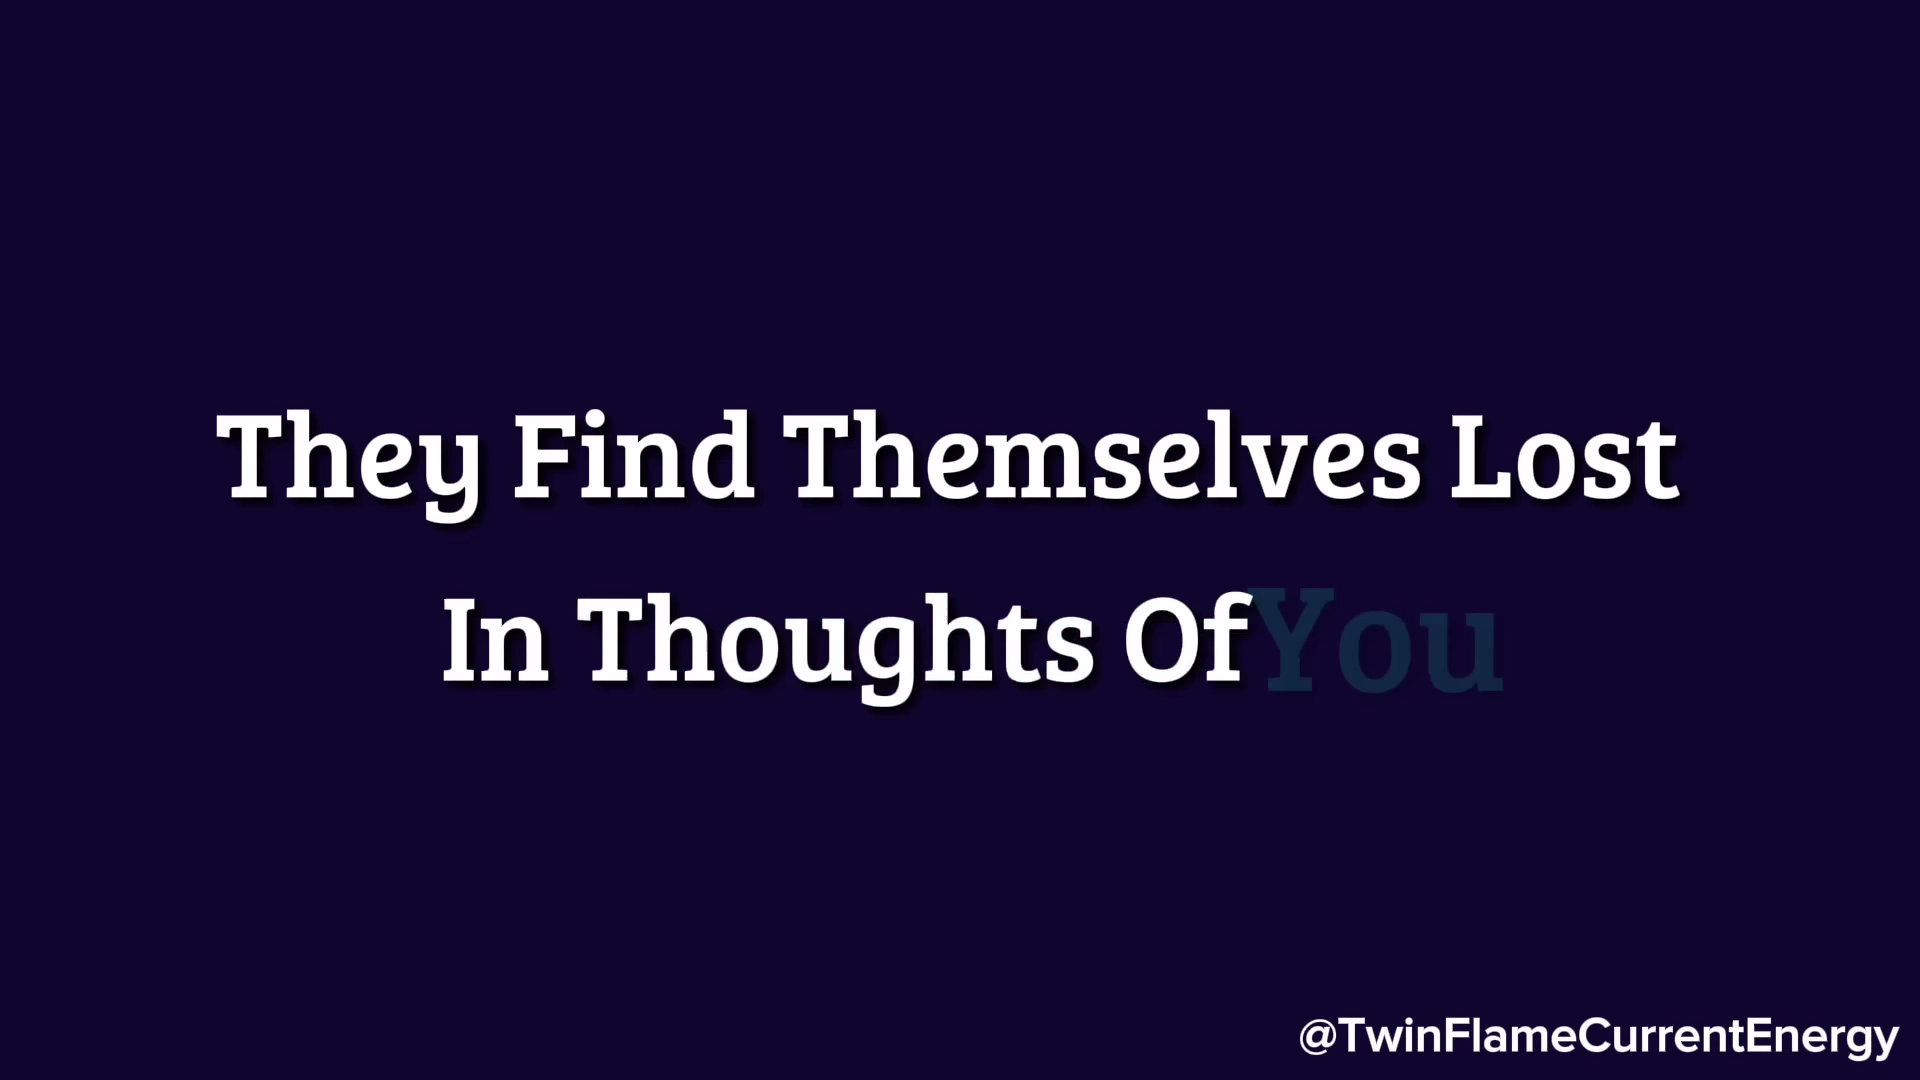 They Find Themselves Lost
In Thoughts Of You
@TwinFlameCurrentEnergy